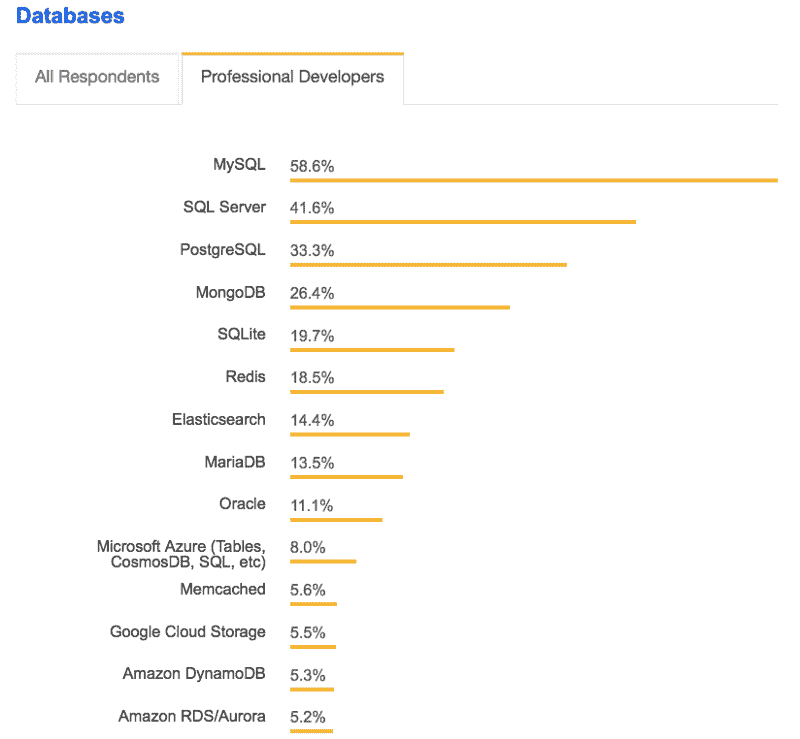 Databases
All Respondents
Professional Developers
MySQL 58.6%
SQL Server 41.6%
PostgreSQL 33.3%
MongoDB 26.4%
SQLite 19.7%
Redis 18.5%
Elasticsearch 14.4%
MariaDB 13.5%
Oracle 11.1%
Microsoft Azure (Tables, 8.0%
CosmosDB, SQL, etc)
Memcached 5.6%
Google Cloud Storage 5.5%
Amazon DynamoDB 5.3%
Amazon RDS/Aurora 5.2%